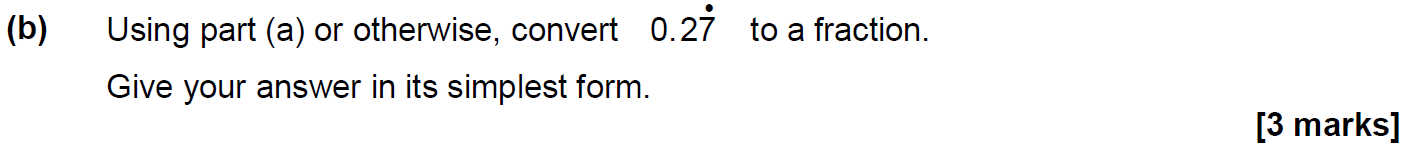 (b) Using part (a) or otherwise, convert 0.27̇ to a fraction.
Give your answer in its simplest form.
[3 marks]